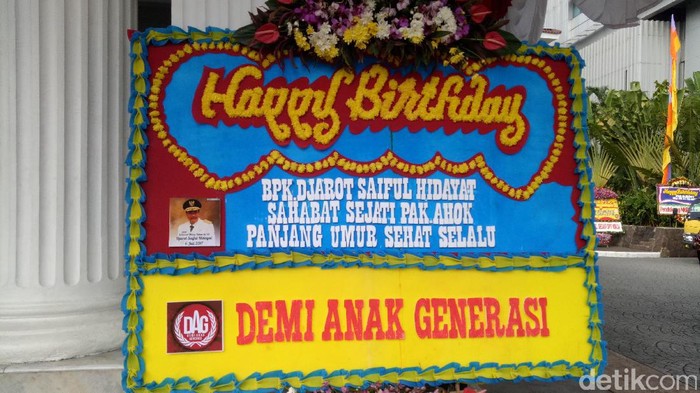 Happy Birthday
BPK.DJAROT SAIFUL HIDAYAT
SAHABAT SEJATI PAK AHOK
PANJANG UMUR SEHAT SELALU
DAG
DEMI ANAK GENERASI
detikcom